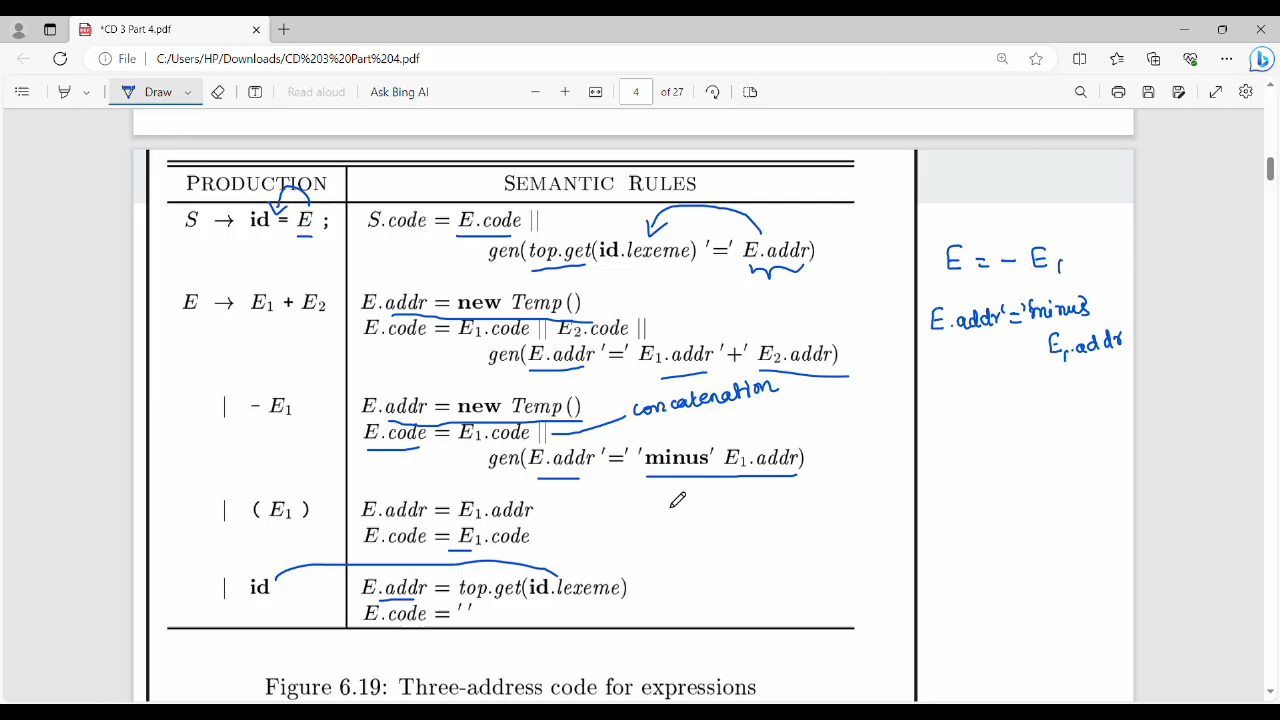 *CD 3 Part 4.pdf
File C:/Users/HP/Downloads/CD%203%20Part%204.pdf
Draw Read aloud Ask Bing AI 4 of 27
PRODUCTION SEMANTIC RULES
S → id = E ; S.code = E.code ||
gen(top.get(id.lexeme) '=' E.addr)
E → E1 + E2 E.addr = new Temp()
E.code = E1.code || E2.code ||
gen(E.addr '=' E1.addr '+' E2.addr)
| - E1 E.addr = new Temp()
E.code = E1.code ||
gen(E.addr '=' 'minus' E1.addr)
concatenation
| ( E1 ) E.addr = E1.addr
E.code = E1.code
| id E.addr = top.get(id.lexeme)
E.code = ''
Figure 6.19: Three-address code for expressions
E = - E1
E.addr'='minus
E1.addr